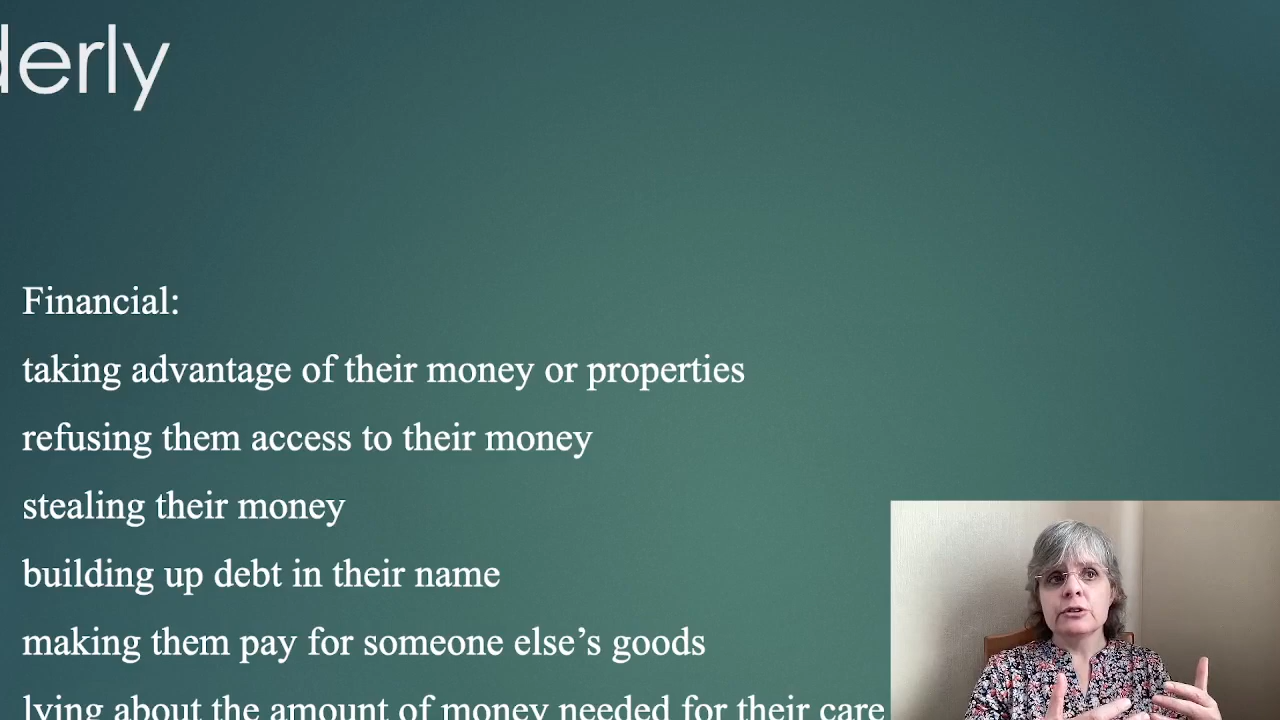 derly
Financial:
taking advantage of their money or properties
refusing them access to their money
stealing their money
building up debt in their name
making them pay for someone else’s goods
lying about the amount of money needed for their care